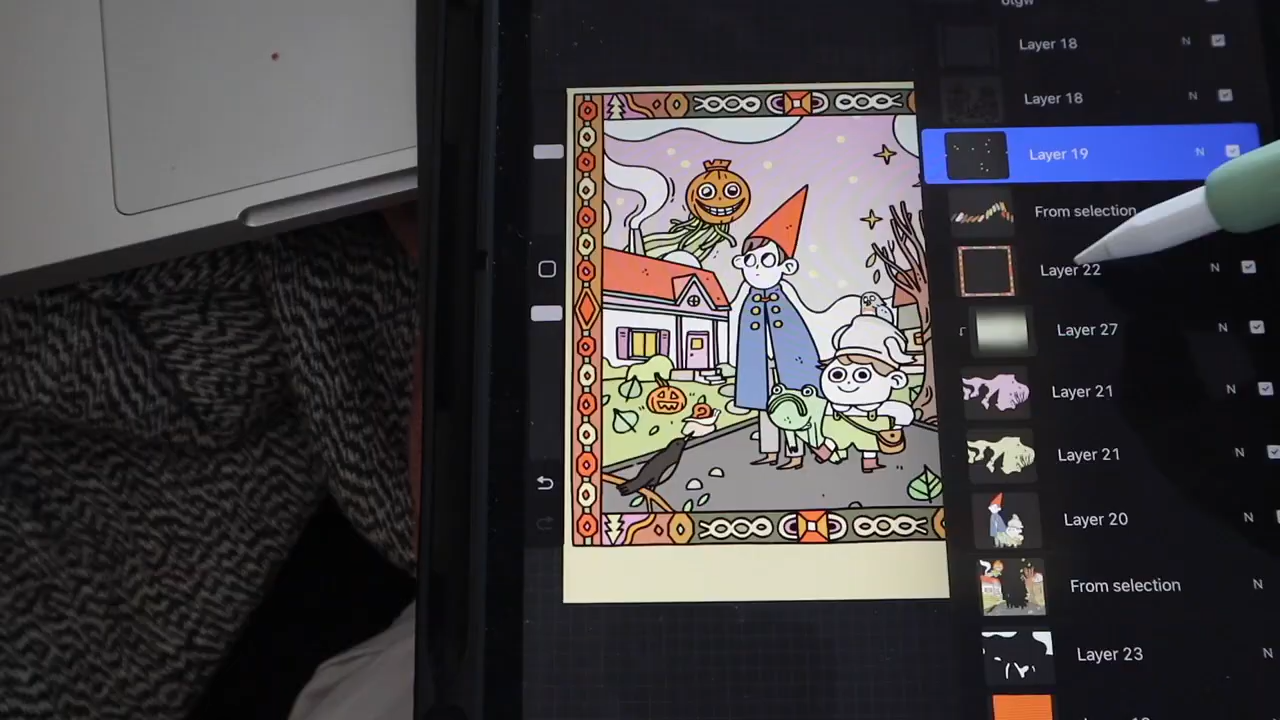 otgw
Layer 18
N
Layer 18
N
Layer 19
N
From selection
Layer 22
N
Layer 27
N
Layer 21
N
Layer 21
N
Layer 20
N
From selection
N
Layer 23
N